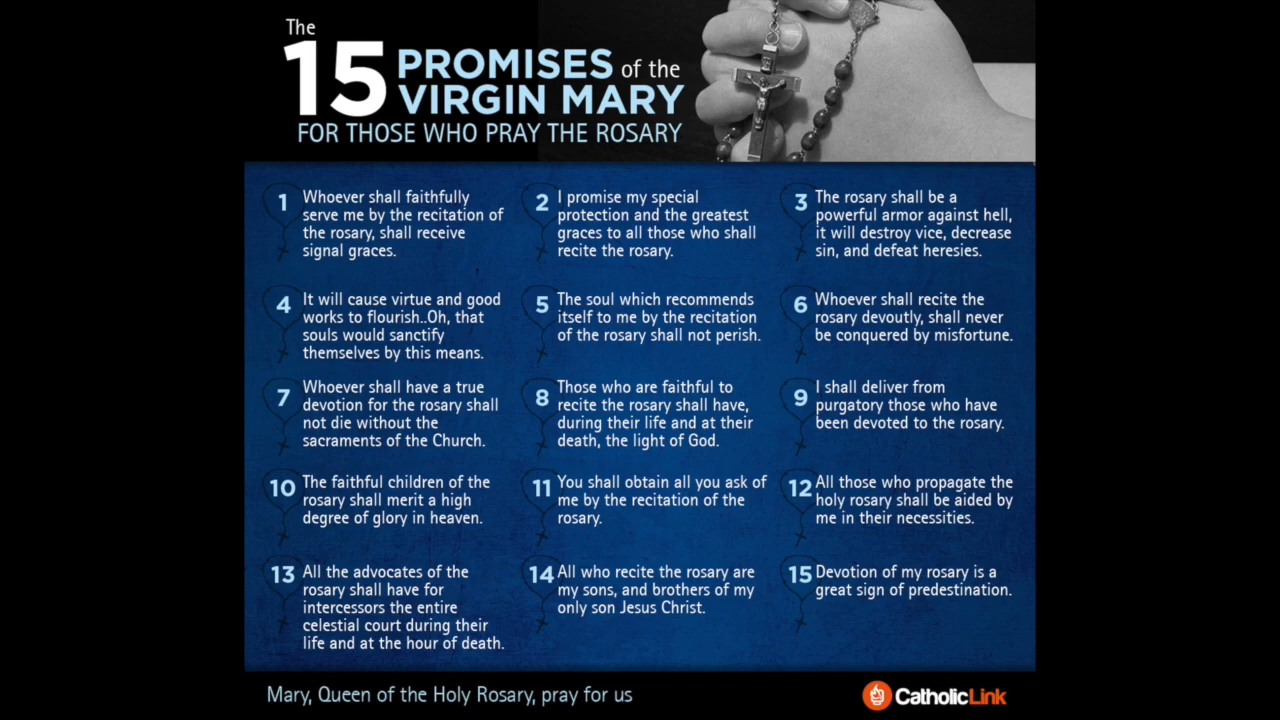 The
15 PROMISES of the
VIRGIN MARY
FOR THOSE WHO PRAY THE ROSARY
1 Whoever shall faithfully
serve me by the recitation of
the rosary, shall receive
signal graces.
2 I promise my special
protection and the greatest
graces to all those who shall
recite the rosary.
3 The rosary shall be a
powerful armor against hell,
it will destroy vice, decrease
sin, and defeat heresies.
4 It will cause virtue and good
works to flourish..Oh, that
souls would sanctify
themselves by this means.
5 The soul which recommends
itself to me by the recitation
of the rosary shall not perish.
6 Whoever shall recite the
rosary devoutly, shall never
be conquered by misfortune.
7 Whoever shall have a true
devotion for the rosary shall
not die without the
sacraments of the Church.
8 Those who are faithful to
recite the rosary shall have,
during their life and at their
death, the light of God.
9 I shall deliver from
purgatory those who have
been devoted to the rosary.
10 The faithful children of the
rosary shall merit a high
degree of glory in heaven.
11 You shall obtain all you ask of
me by the recitation of the
rosary.
12 All those who propagate the
holy rosary shall be aided by
me in their necessities.
13 All the advocates of the
rosary shall have for
intercessors the entire
celestial court during their
life and at the hour of death.
14 All who recite the rosary are
my sons, and brothers of my
only son Jesus Christ.
15 Devotion of my rosary is a
great sign of predestination.
Mary, Queen of the Holy Rosary, pray for us
CatholicLink